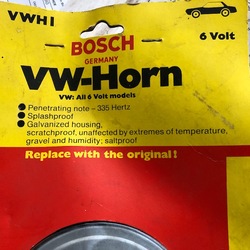 VWH I
6 Volt
BOSCH
GERMANY
VW-Horn
VW: All 6 Volt models
Penetrating note – 335 Hertz
Splashproof
Galvanized housing,
scratchproof, unaffected by extremes of temperature,
gravel and humidity; saltproof
Replace with the original!